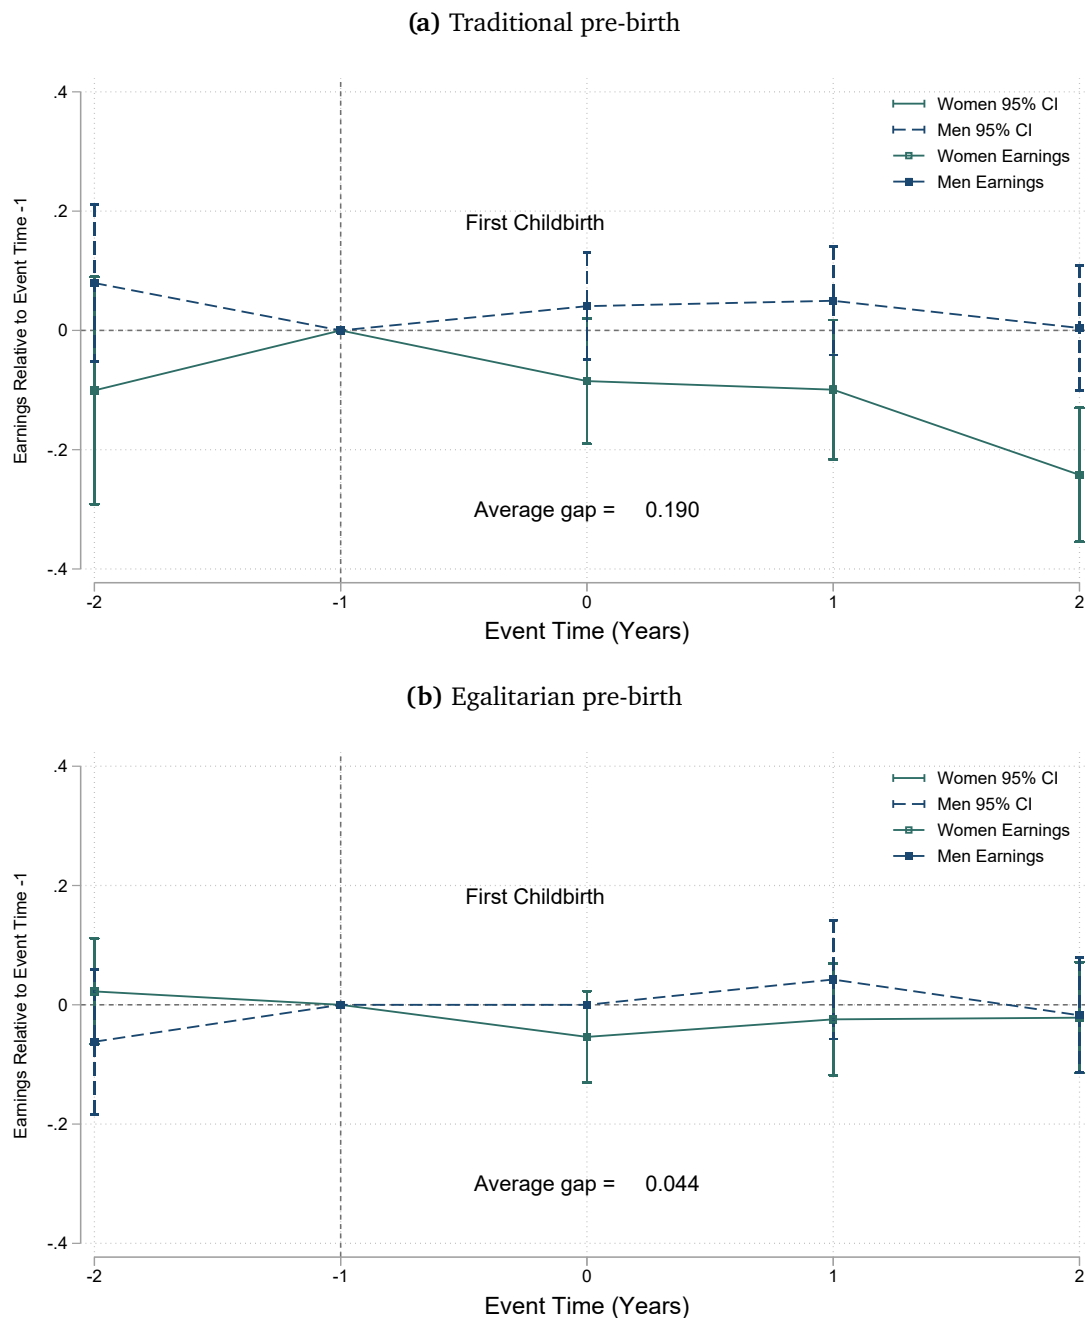 (a) Traditional pre-birth
.4
.2
0
-.2
-.4
Earnings Relative to Event Time -1
Women 95% CI
Men 95% CI
Women Earnings
Men Earnings
First Childbirth
Average gap = 0.190
-2 -1 0 1 2
Event Time (Years)
(b) Egalitarian pre-birth
.4
.2
0
-.2
-.4
Earnings Relative to Event Time -1
Women 95% CI
Men 95% CI
Women Earnings
Men Earnings
First Childbirth
Average gap = 0.044
-2 -1 0 1 2
Event Time (Years)